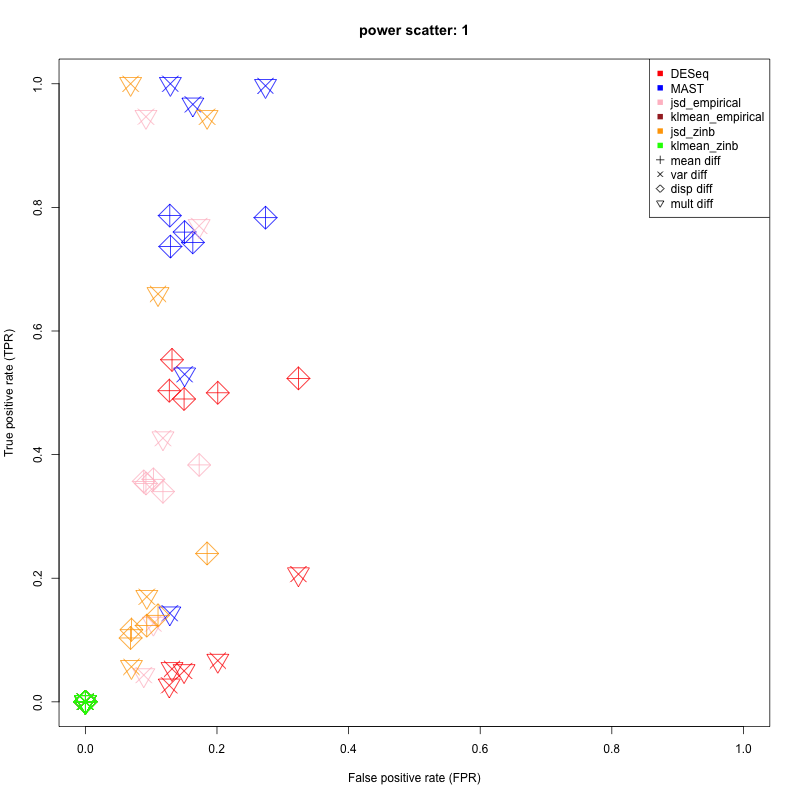 power scatter: 1
True positive rate (TPR)
1.0
0.8
0.6
0.4
0.2
0.0
DESeq
MAST
jsd_empirical
klmean_empirical
jsd_zinb
klmean_zinb
mean diff
var diff
disp diff
mult diff
0.0 0.2 0.4 0.6 0.8 1.0
False positive rate (FPR)